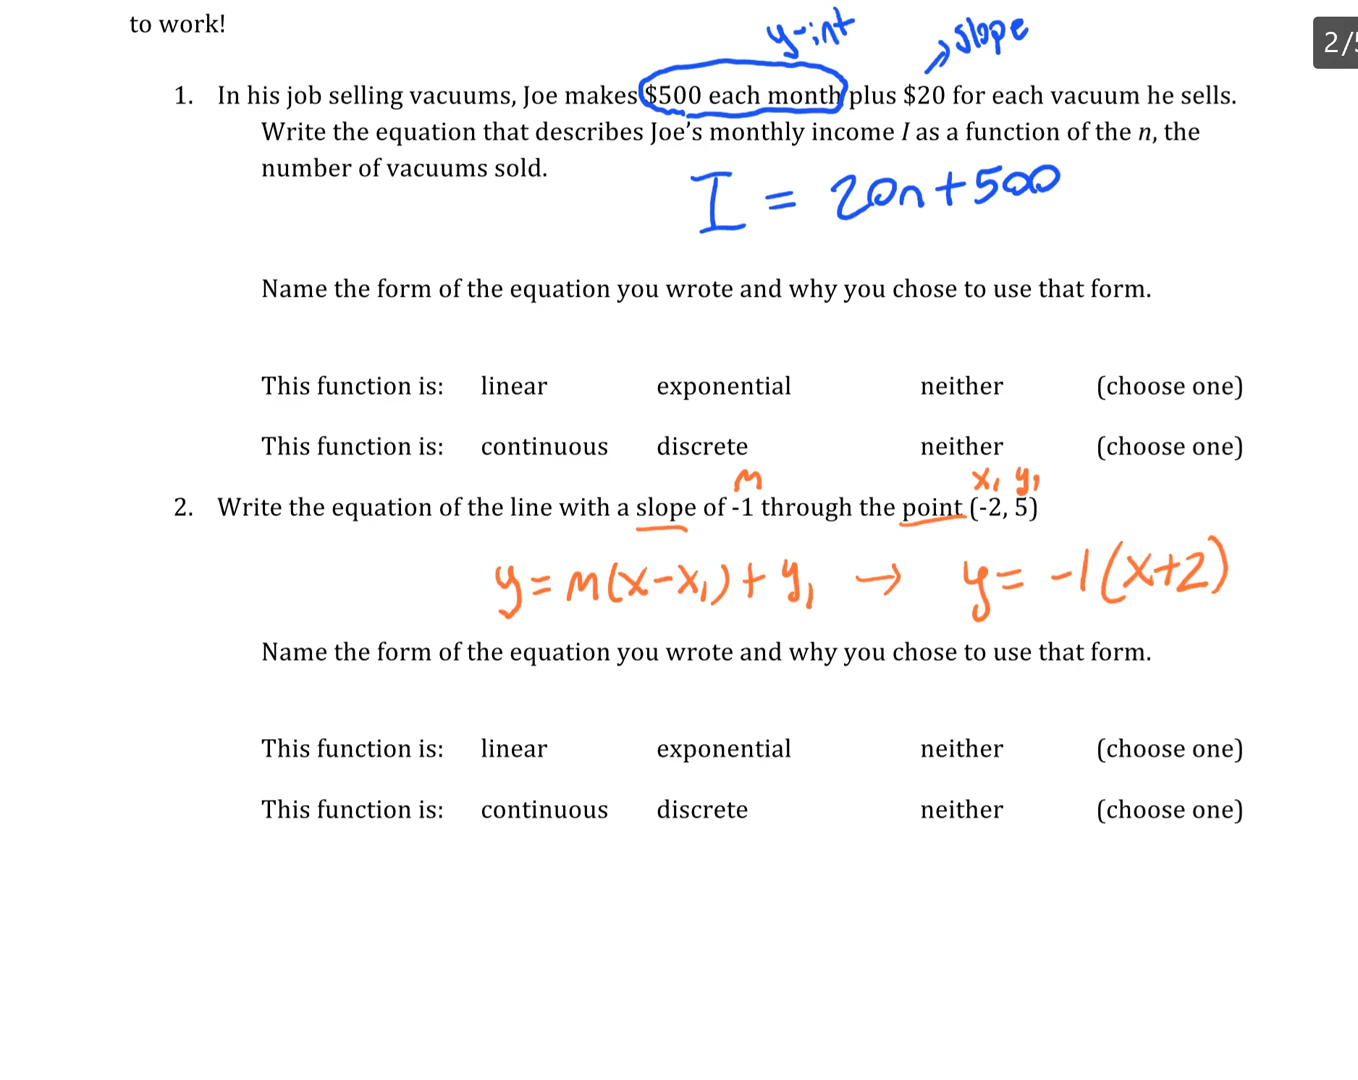 to work!
y-int
slope
2/5
1. In his job selling vacuums, Joe makes $500 each month plus $20 for each vacuum he sells.
Write the equation that describes Joe's monthly income I as a function of the n, the
number of vacuums sold.
I = 20n+500
Name the form of the equation you wrote and why you chose to use that form.
This function is: linear exponential neither (choose one)
This function is: continuous discrete neither (choose one)
m x₁ y₁
2. Write the equation of the line with a slope of -1 through the point (-2, 5)
y = m(x-x₁) + y₁ → y = -1(x+2)
Name the form of the equation you wrote and why you chose to use that form.
This function is: linear exponential neither (choose one)
This function is: continuous discrete neither (choose one)